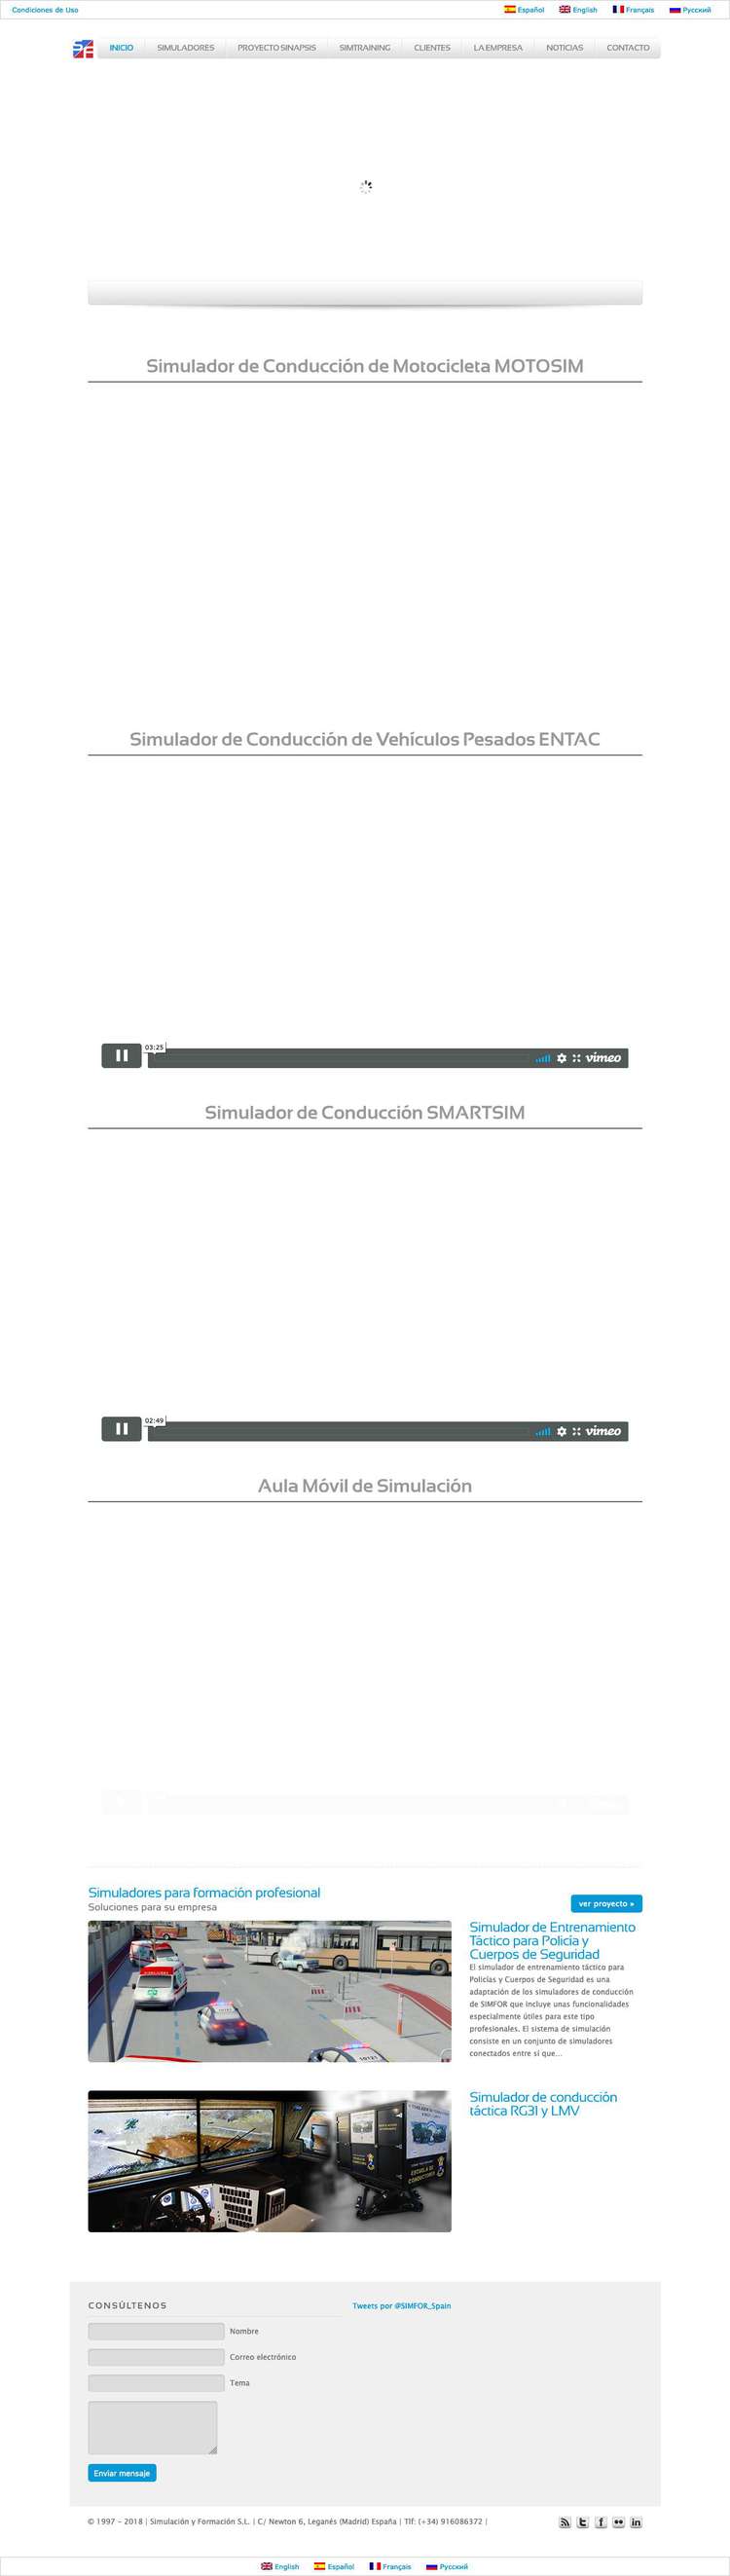 Condiciones de Uso
Español English Français Русский
INICIO SIMULADORES PROYECTO SINAPSIS SIMTRAINING CLIENTES LA EMPRESA NOTICIAS CONTACTO
Simulador de Conducción de Motocicleta MOTOSIM
Simulador de Conducción de Vehículos Pesados ENTAC
03:25
vimeo
Simulador de Conducción SMARTSIM
02:49
vimeo
Aula Móvil de Simulación
Simuladores para formación profesional
Soluciones para su empresa
ver proyecto »
Simulador de Entrenamiento
Táctico para Policía y
Cuerpos de Seguridad
El simulador de entrenamiento táctico para
Policías y Cuerpos de Seguridad es una
adaptación de los simuladores de conducción
de SIMFOR que incluye unas funcionalidades
especialmente útiles para este tipo
profesionales. El sistema de simulación
consiste en un conjunto de simuladores
conectados entre sí que...
10121
Simulador de conducción
táctica RG31 y LMV
ESCUELA DE
CONDUCTORES
CONSÚLTENOS
Tweets por @SIMFOR_Spain
Nombre
Correo electrónico
Tema
Enviar mensaje
© 1997 - 2018 | Simulación y Formación S.L. | C/ Newton 6, Leganés (Madrid) España | Tlf: (+34) 916086372 |
English Español Français Русский